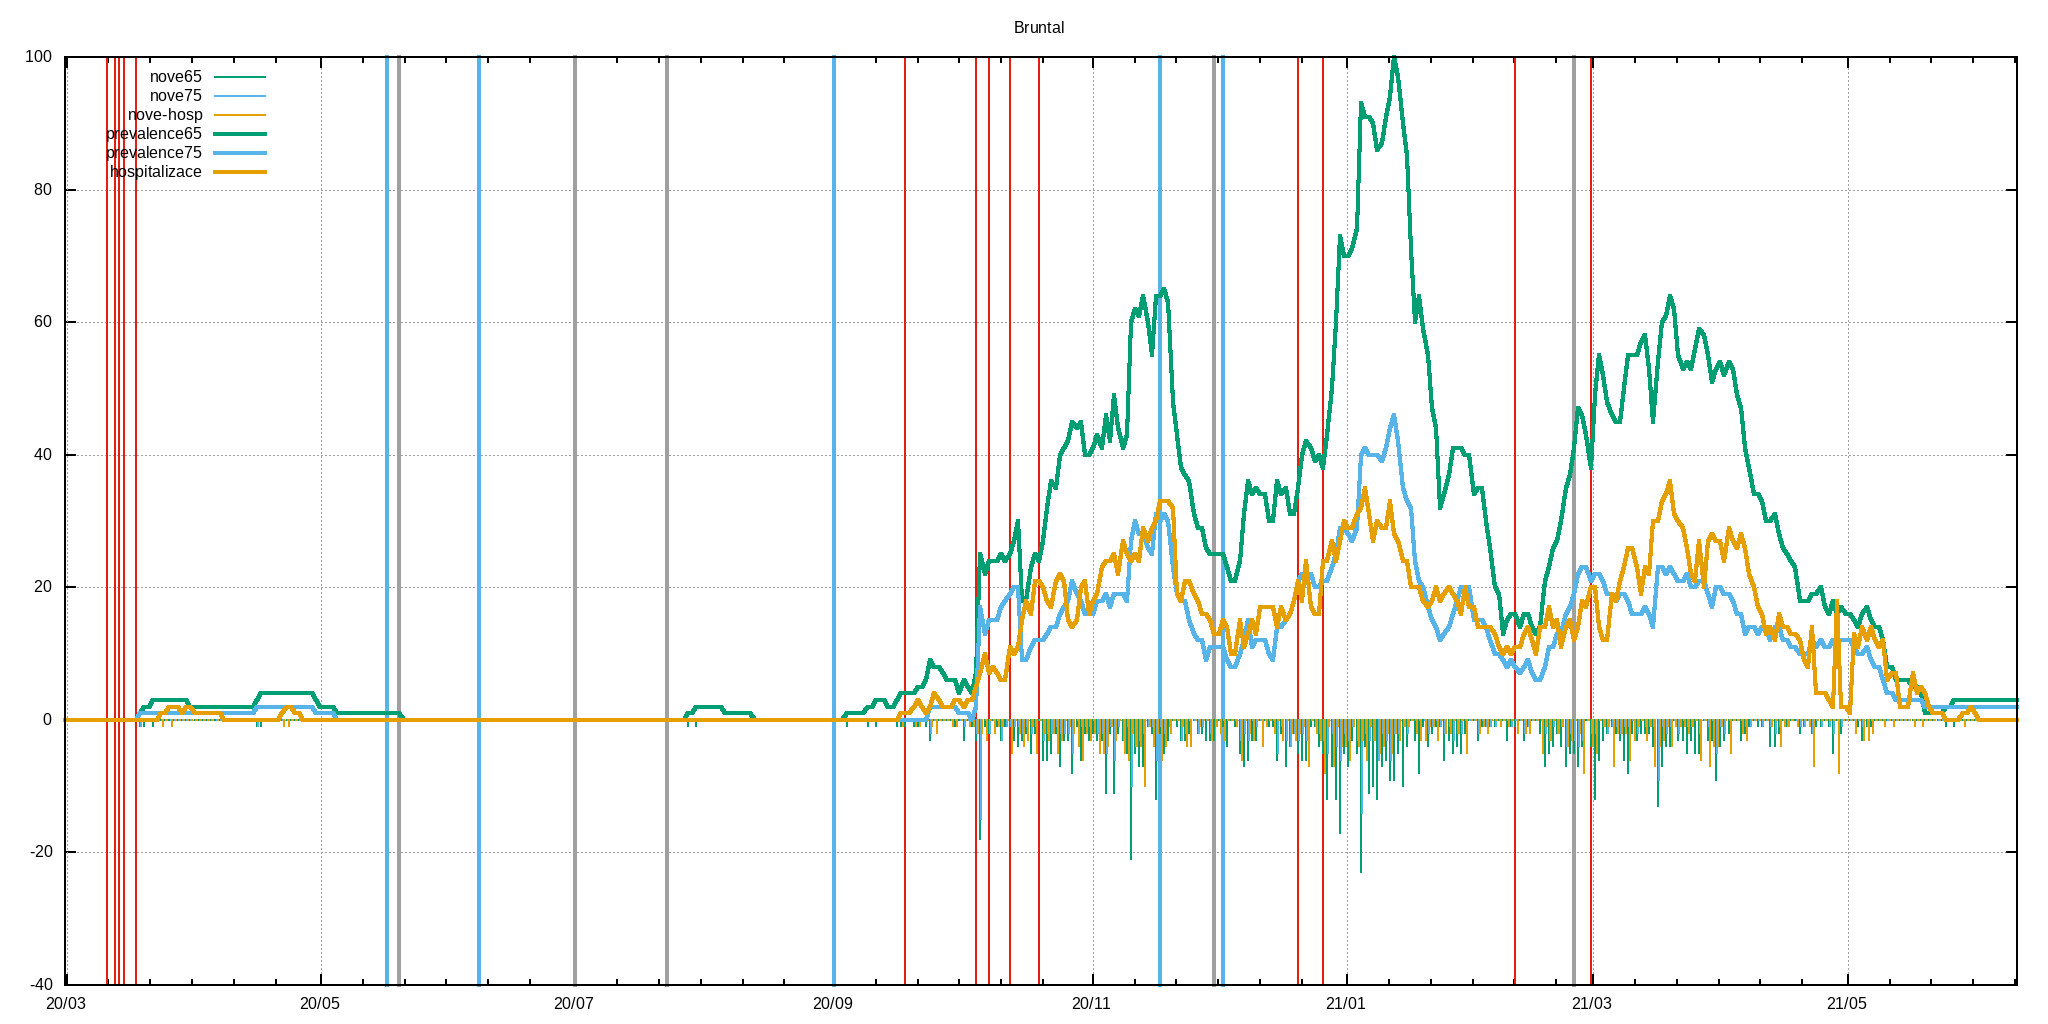 Bruntal
100
80
60
40
20
0
-20
-40
nove65
nove75
nove-hosp
prevalence65
prevalence75
hospitalizace
20/03 20/05 20/07 20/09 20/11 21/01 21/03 21/05